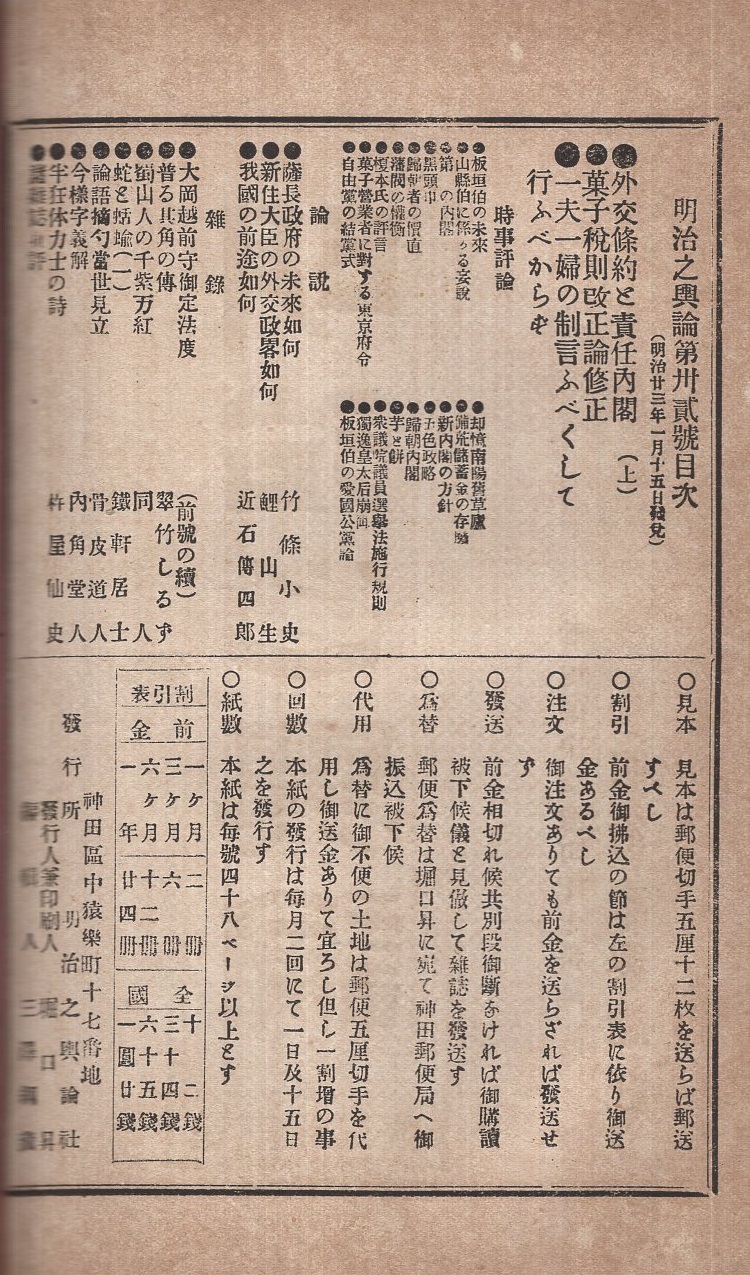 明治之輿論第卅貳號目次
（明治廿三年一月十五日發兌）
●外交條約と責任內閣（上）
●菓子稅則改正論修正
●一夫一婦の制言ふべくして
行ふべからず
時事評論
●板垣伯の未來
●山縣伯に係る妄說
●第一の內閣
●黑頭巾
●歸朝者の價直
●藩閥の權衡
●榎本氏の評言
●菓子營業者に對する東京府令
●自由黨の結黨式
●却憶南陽舊草廬
●備荒儲蓄金の存廢
●新內閣の方針
●五色政略
●歸朝內閣
●芋と餅
●衆議院議員選擧法施行規則
●獨逸皇太后崩御
●板垣伯の愛國公黨論
論說
●薩長政府の未來如何　竹條小史
●新住大臣の外交政畧如何　鯉山生
●我國の前途如何　近石傳四郎
雜錄
●大岡越前守御定法度　（前號の續）
●普る其角の傳　翠竹しるす
●蜀山人の千紫万紅　同人
●蛇と蛞蝓（一）　鐵軒居士
●論語摘勺當世見立　骨皮道人
●今樣字義解　內角堂人
●半狂体力士の詩　杵屋仙史
○見本　見本は郵便切手五厘十二枚を送らば郵送
すべし
○割引　前金御拂込の節は左の割引表に依り御送
金あるべし
○注文　御注文ありても前金を送らざれば發送せ
ず
○發送　前金相切れ候共別段御斷なければ御購讀
被下候儀と見做して雜誌を發送す
○爲替　郵便爲替は堀口昇に宛て神田郵便局へ御
振込被下候
○代用　爲替に御不便の土地は郵便五厘切手を代
用し御送金ありて宜ろし但し一割增の事
○回數　本紙の發行は每月二回にて一日及十五日
之を發行す
○紙數　本紙は每號四十八ページ以上とす
割引表
前金　全國
一ヶ月　二冊　十二錢
三ヶ月　六冊　三十四錢
六ヶ月　十二冊　六十五錢
一年　廿四冊　一圓廿錢
神田區中猿樂町十七番地
發行所　明治之輿論社
發行人兼印刷人　堀口昇